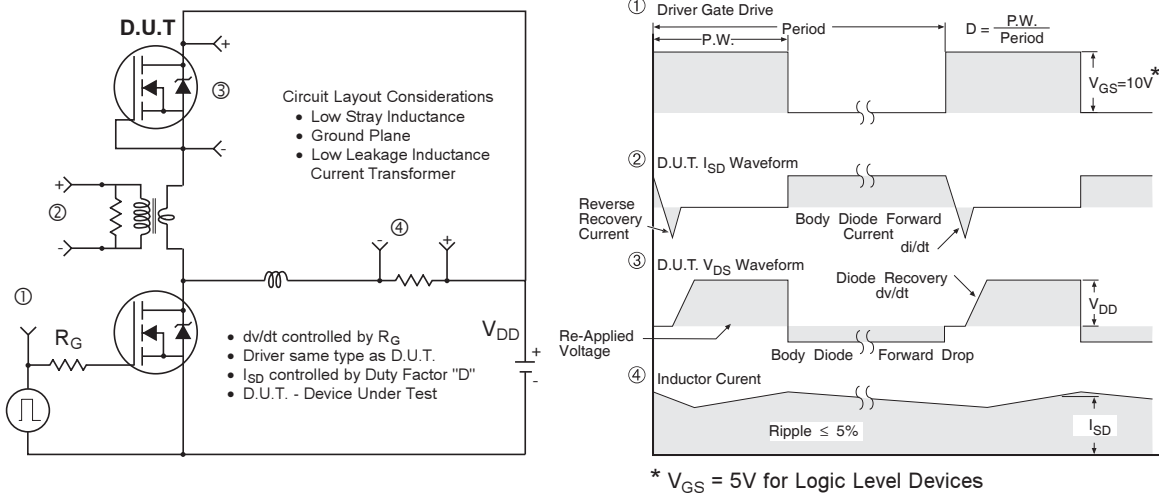 D.U.T
+
③
-
Circuit Layout Considerations
• Low Stray Inductance
• Ground Plane
• Low Leakage Inductance
Current Transformer
+
②
-
④
-
+
①
R_G
• dv/dt controlled by R_G
• Driver same type as D.U.T.
• I_SD controlled by Duty Factor "D"
• D.U.T. - Device Under Test
V_DD
+
-
① Driver Gate Drive
P.W.
Period
D = P.W. / Period
V_GS=10V *
② D.U.T. I_SD Waveform
Reverse
Recovery
Current
Body Diode Forward
Current
di/dt
③ D.U.T. V_DS Waveform
Diode Recovery
dv/dt
V_DD
Re-Applied
Voltage
Body Diode Forward Drop
④ Inductor Curent
Ripple ≤ 5%
I_SD
* V_GS = 5V for Logic Level Devices